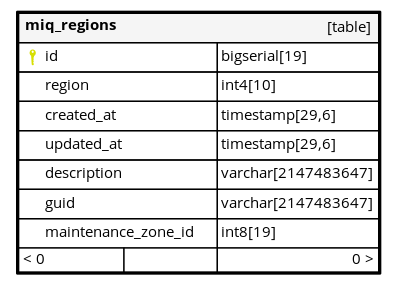 miq_regions [table]
id bigserial[19]
region int4[10]
created_at timestamp[29,6]
updated_at timestamp[29,6]
description varchar[2147483647]
guid varchar[2147483647]
maintenance_zone_id int8[19]
< 0 0 >